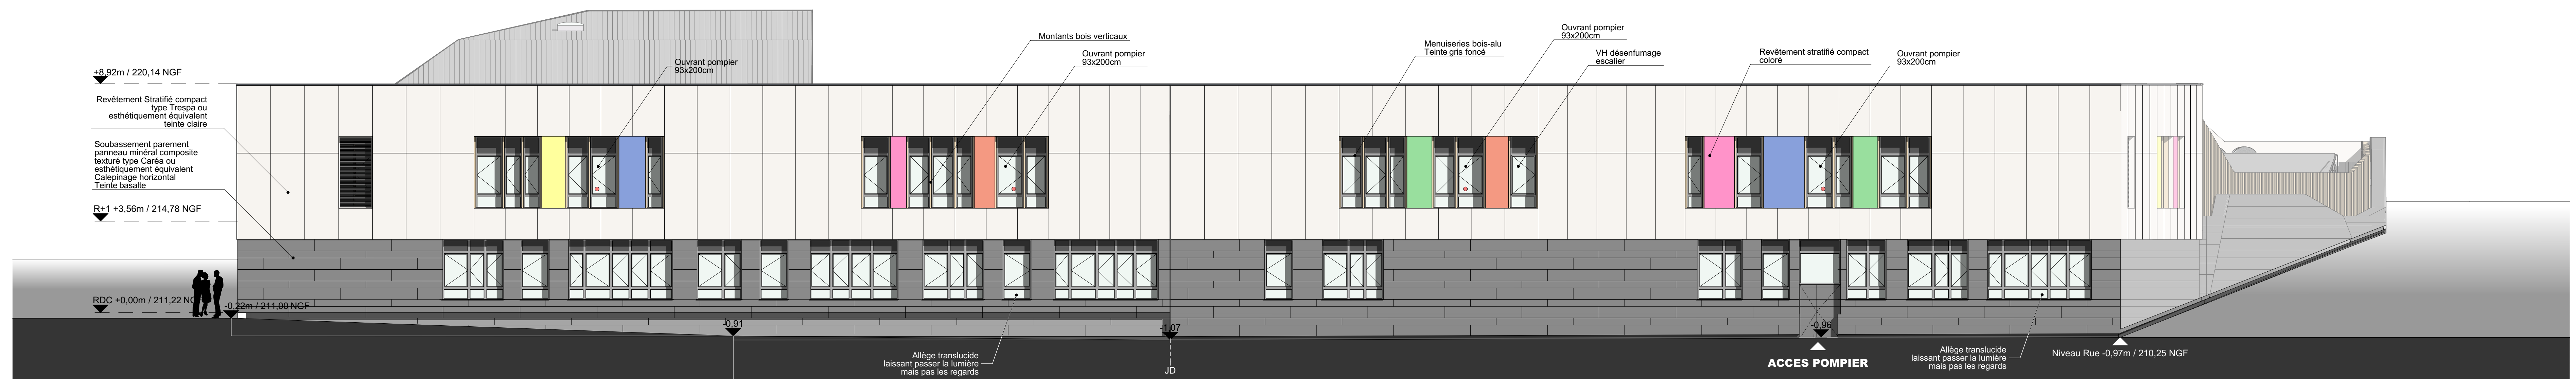 +8,92m / 220,14 NGF
Revêtement Stratifié compact
type Trespa ou
esthétiquement équivalent
teinte claire
Soubassement parement
panneau minéral composite
texturé type Caréa ou
esthétiquement équivalent
Calepinage horizontal
Teinte basalte
R+1 +3,56m / 214,78 NGF
RDC +0,00m / 211,22 NGF
-0,22m / 211,00 NGF
Ouvrant pompier
93x200cm
Montants bois verticaux
Ouvrant pompier
93x200cm
Menuiseries bois-alu
Teinte gris foncé
Ouvrant pompier
93x200cm
VH désenfumage
escalier
Revêtement stratifié compact
coloré
Ouvrant pompier
93x200cm
-0,91
-1,07
-0,96
Allège translucide
laissant passer la lumière
mais pas les regards
JD
ACCES POMPIER
Allège translucide
laissant passer la lumière
mais pas les regards
Niveau Rue -0,97m / 210,25 NGF